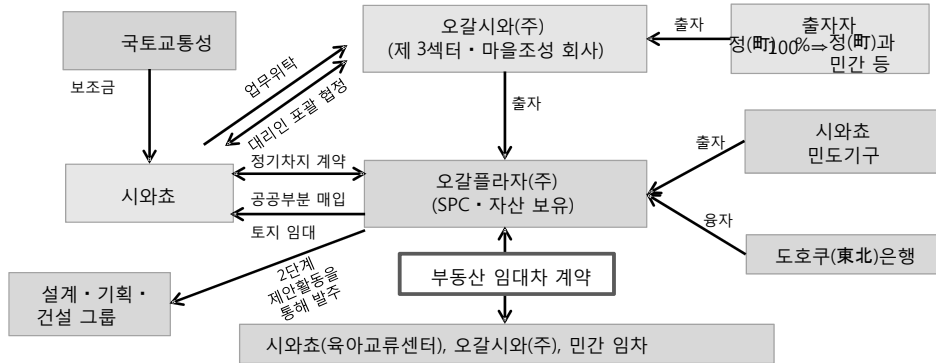 국토교통성
오갈시와(주)
(제 3섹터・마을조성 회사)
출자
출자자
정(町)100%⇒정(町)과
민간 등
보조금
업무위탁
대리인 포괄 협정
출자
시와쵸
정기차지 계약
공공부분 매입
토지 임대
오갈플라자(주)
(SPC・자산 보유)
출자
시와쵸
민도기구
융자
도호쿠(東北)은행
2단계
제안활동을
통해 발주
부동산 임대차 계약
설계・기획・
건설 그룹
시와쵸(육아교류센터), 오갈시와(주), 민간 임차